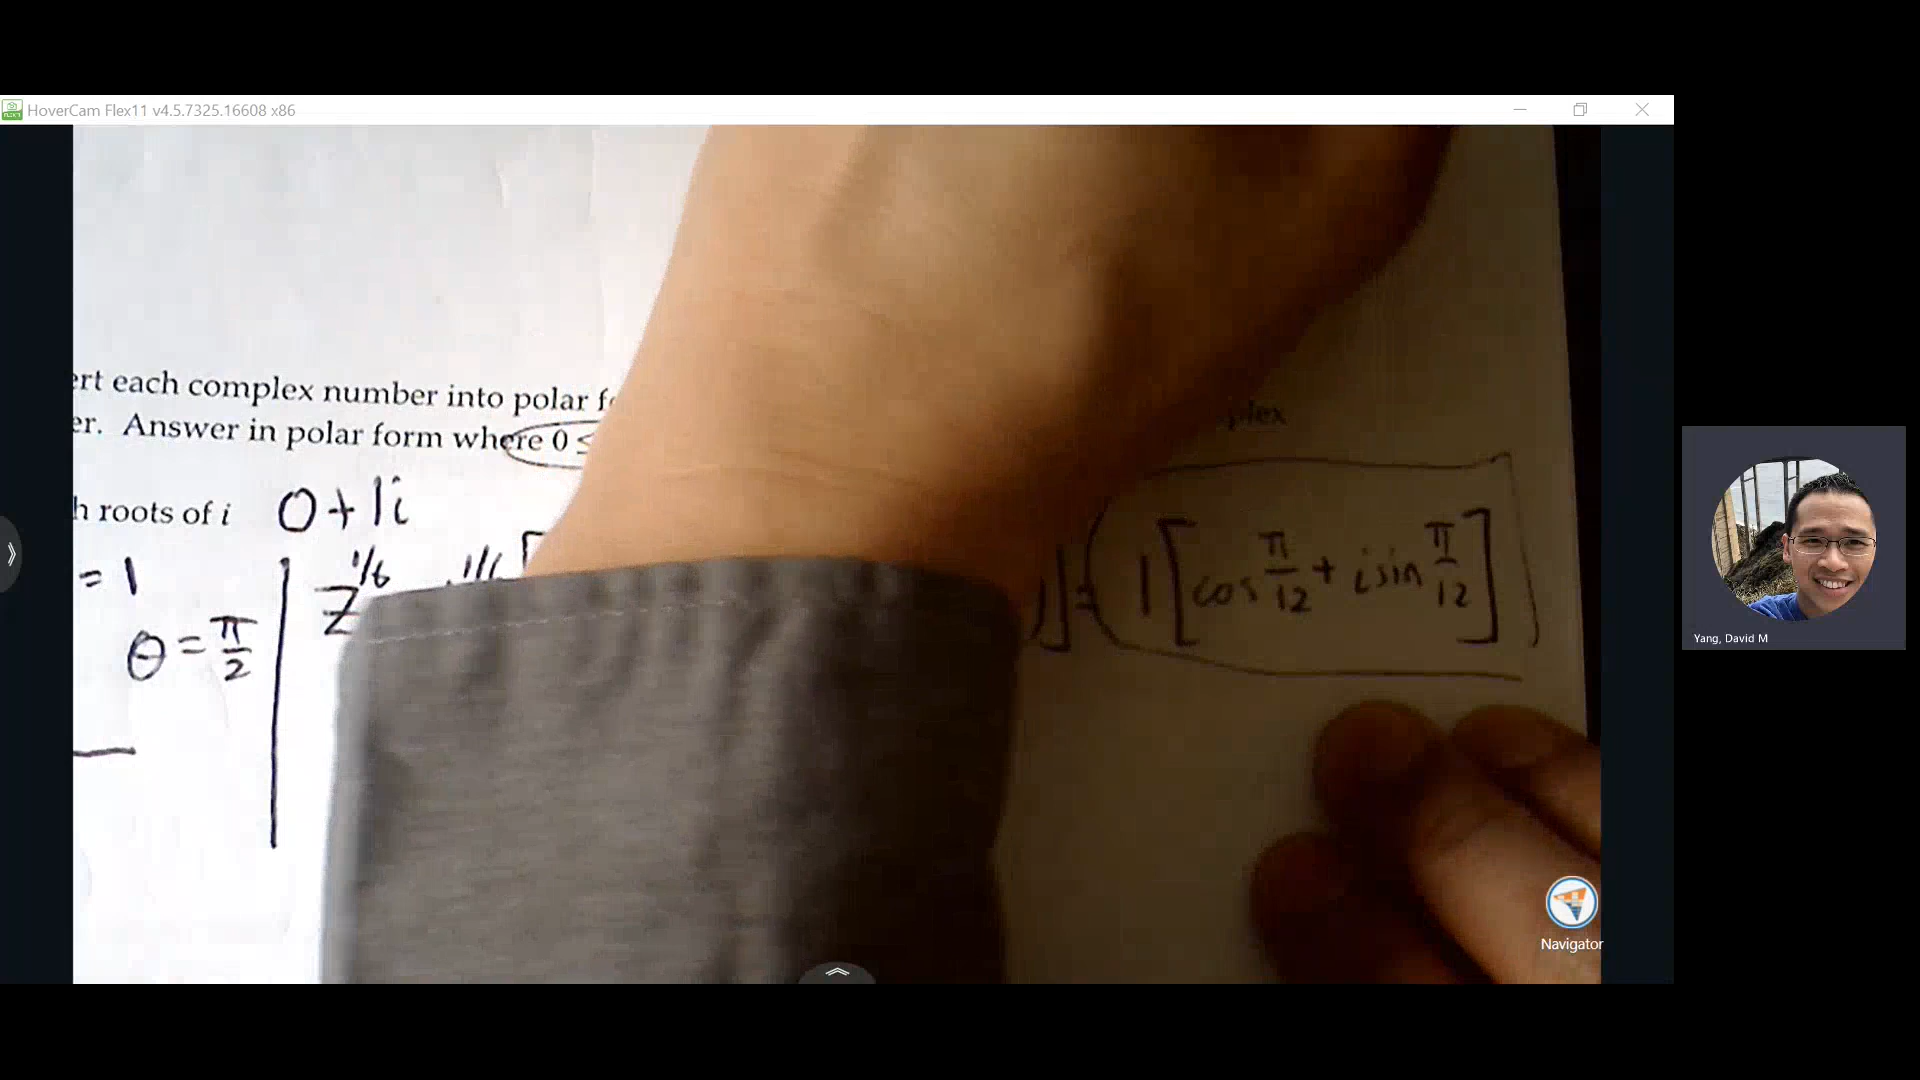 HoverCam Flex11 v4.5.7325.16608 x86
ert each complex number into polar f
er. Answer in polar form where 0 ≤
h roots of i 0+1i
= 1
θ = π/2
z^1/6
] = 1[cos π/12 + i sin π/12]
Navigator
Yang, David M